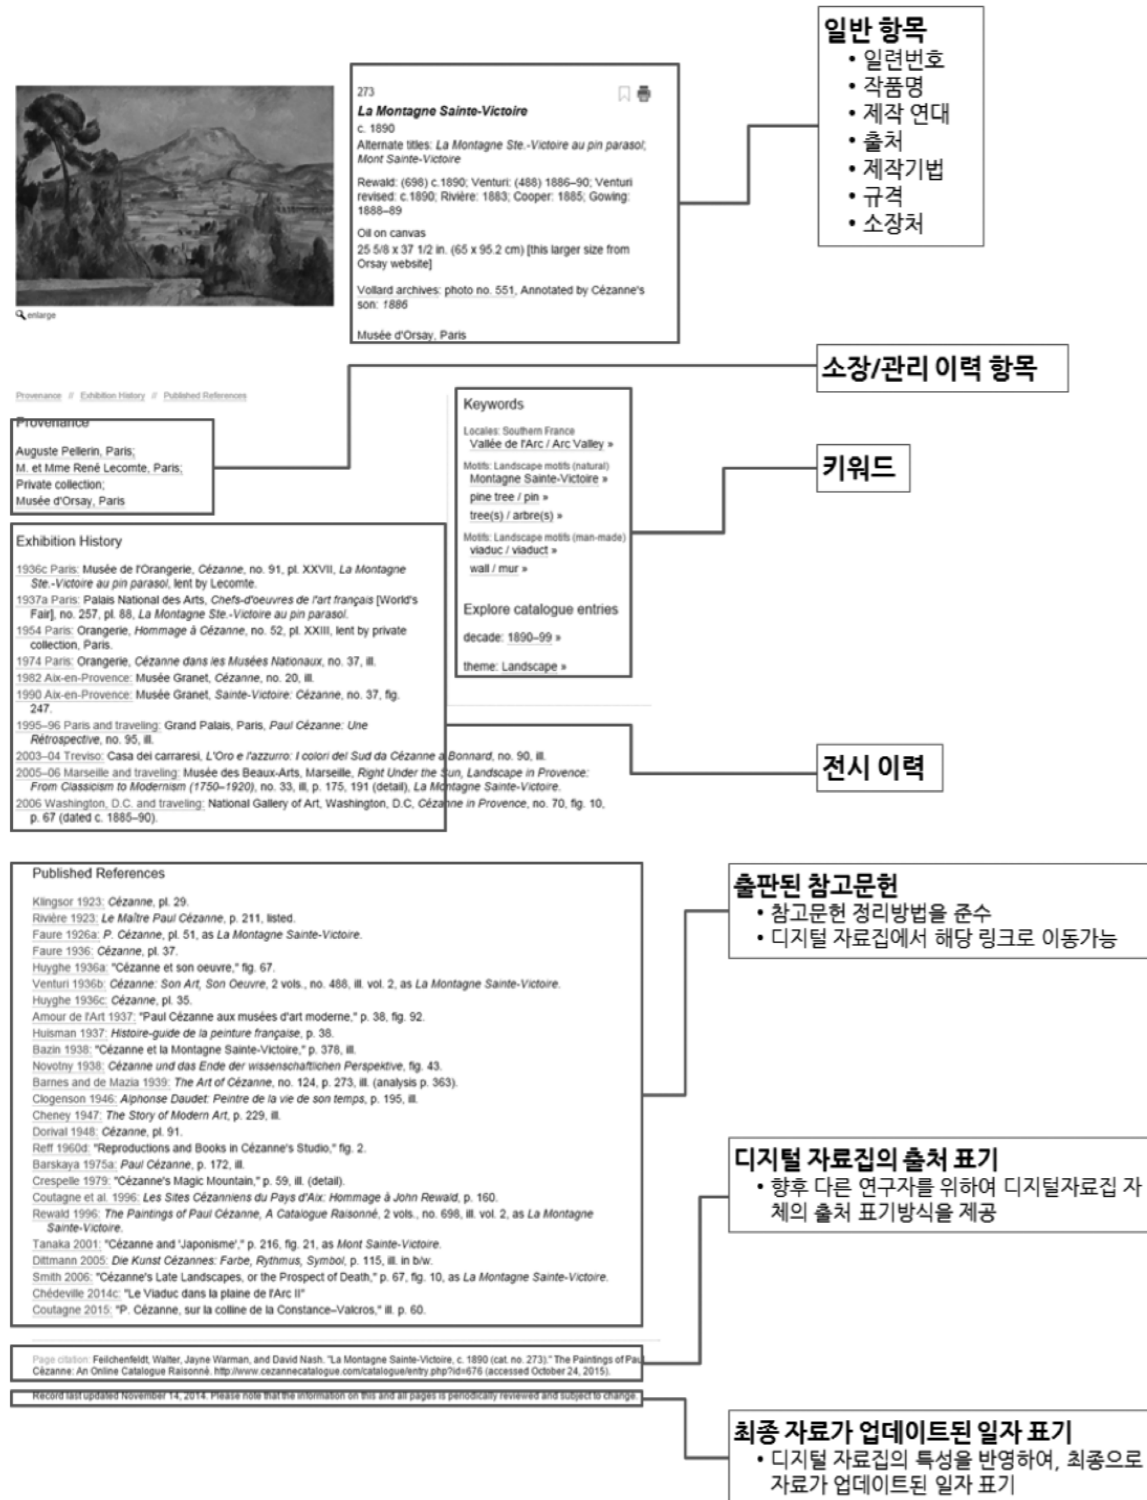 일반 항목
• 일련번호
• 작품명
• 제작 연대
• 출처
• 제작기법
• 규격
• 소장처
273
La Montagne Sainte-Victoire
c. 1890
Alternate titles: La Montagne Ste.-Victoire au pin parasol;
Mont Sainte-Victoire
Rewald: (698) c.1890; Venturi: (488) 1886–90; Venturi
revised: c.1890; Rivière: 1883; Cooper: 1885; Gowing:
1888–89
Oil on canvas
25 5/8 x 37 1/2 in. (65 x 95.2 cm) [this larger size from
Orsay website]
Vollard archives: photo no. 551, Annotated by Cézanne's
son: 1886
Musée d'Orsay, Paris
enlarge
소장/관리 이력 항목
Provenance // Exhibition History // Published References
Provenance
Auguste Pellerin, Paris;
M. et Mme René Lecomte, Paris;
Private collection;
Musée d'Orsay, Paris
Keywords
Locales: Southern France
Vallée de l'Arc / Arc Valley »
Motifs: Landscape motifs (natural)
Montagne Sainte-Victoire »
pine tree / pin »
tree(s) / arbre(s) »
Motifs: Landscape motifs (man-made)
viaduc / viaduct »
wall / mur »
Explore catalogue entries
decade: 1890–99 »
theme: Landscape »
키워드
Exhibition History
1936c Paris: Musée de l'Orangerie, Cézanne, no. 91, pl. XXVII, La Montagne
Ste.-Victoire au pin parasol, lent by Lecomte.
1937a Paris: Palais National des Arts, Chefs-d'oeuvres de l'art français [World's
Fair], no. 257, pl. 88, La Montagne Ste.-Victoire au pin parasol.
1954 Paris: Orangerie, Hommage à Cézanne, no. 52, pl. XXIII, lent by private
collection, Paris.
1974 Paris: Orangerie, Cézanne dans les Musées Nationaux, no. 37, ill.
1982 Aix-en-Provence: Musée Granet, Cézanne, no. 20, ill.
1990 Aix-en-Provence: Musée Granet, Sainte-Victoire: Cézanne, no. 37, fig.
247.
1995–96 Paris and traveling: Grand Palais, Paris, Paul Cézanne: Une
Rétrospective, no. 95, ill.
2003–04 Treviso: Casa dei carraresi, L'Oro e l'azzurro: I colori del Sud da Cézanne a Bonnard, no. 90, ill.
2005–06 Marseille and traveling: Musée des Beaux-Arts, Marseille, Right Under the Sun, Landscape in Provence:
From Classicism to Modernism (1750–1920), no. 33, ill, p. 175, 191 (detail), La Montagne Sainte-Victoire.
2006 Washington, D.C. and traveling: National Gallery of Art, Washington, D.C, Cézanne in Provence, no. 70, fig. 10,
p. 67 (dated c. 1885–90).
전시 이력
Published References
Klingsor 1923: Cézanne, pl. 29.
Rivière 1923: Le Maître Paul Cézanne, p. 211, listed.
Faure 1926a: P. Cézanne, pl. 51, as La Montagne Sainte-Victoire.
Faure 1936: Cézanne, pl. 37.
Huyghe 1936a: "Cézanne et son oeuvre," fig. 67.
Venturi 1936b: Cézanne: Son Art, Son Oeuvre, 2 vols., no. 488, ill. vol. 2, as La Montagne Sainte-Victoire.
Huyghe 1936c: Cézanne, pl. 35.
Amour de l'Art 1937: "Paul Cézanne aux musées d'art moderne," p. 38, fig. 92.
Huisman 1937: Histoire-guide de la peinture française, p. 38.
Bazin 1938: "Cézanne et la Montagne Sainte-Victoire," p. 378, ill.
Novotny 1938: Cézanne und das Ende der wissenschaftlichen Perspektive, fig. 43.
Barnes and de Mazia 1939: The Art of Cézanne, no. 124, p. 273, ill. (analysis p. 363).
Clogenson 1946: Alphonse Daudet: Peintre de la vie de son temps, p. 195, ill.
Cheney 1947: The Story of Modern Art, p. 229, ill.
Dorival 1948: Cézanne, pl. 91.
Reff 1960d: "Reproductions and Books in Cézanne's Studio," fig. 2.
Barskaya 1975a: Paul Cézanne, p. 172, ill.
Crespelle 1979: "Cézanne's Magic Mountain," p. 59, ill. (detail).
Coutagne et al. 1996: Les Sites Cézanniens du Pays d'Aix: Hommage à John Rewald, p. 160.
Rewald 1996: The Paintings of Paul Cézanne, A Catalogue Raisonné, 2 vols., no. 698, ill. vol. 2, as La Montagne
Sainte-Victoire.
Tanaka 2001: "Cézanne and 'Japonisme'," p. 216, fig. 21, as Mont Sainte-Victoire.
Dittmann 2005: Die Kunst Cézannes: Farbe, Rythmus, Symbol, p. 115, ill. in b/w.
Smith 2006: "Cézanne's Late Landscapes, or the Prospect of Death," p. 67, fig. 10, as La Montagne Sainte-Victoire.
Chédeville 2014c: "Le Viaduc dans la plaine de l'Arc II"
Coutagne 2015: "P. Cézanne, sur la colline de la Constance–Valcros," ill. p. 60.
출판된 참고문헌
• 참고문헌 정리방법을 준수
• 디지털 자료집에서 해당 링크로 이동가능
디지털 자료집의 출처 표기
• 향후 다른 연구자를 위하여 디지털자료집 자
체의 출처 표기방식을 제공
Page citation: Feilchenfeldt, Walter, Jayne Warman, and David Nash. "La Montagne Sainte-Victoire, c. 1890 (cat. no. 273)." The Paintings of Paul
Cézanne: An Online Catalogue Raisonné. http://www.cezannecatalogue.com/catalogue/entry.php?id=676 (accessed October 24, 2015).
Record last updated November 14, 2014. Please note that the information on this and all pages is periodically reviewed and subject to change.
최종 자료가 업데이트된 일자 표기
• 디지털 자료집의 특성을 반영하여, 최종으로
자료가 업데이트된 일자 표기